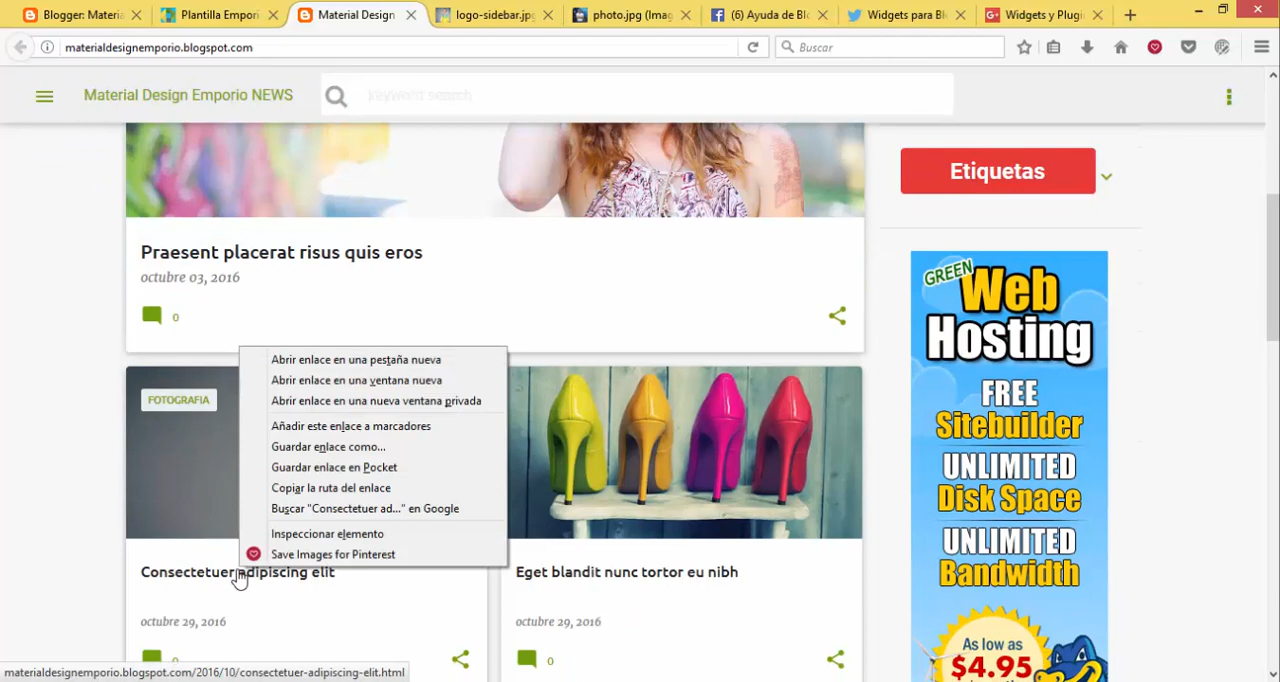 Blogger: Materia
Plantilla Empori
Material Design
logo-sidebar.jpg
photo.jpg (Imag
(6) Ayuda de Blo
Widgets para Blo
Widgets y Plugi
materialdesignemporio.blogspot.com
Buscar
Material Design Emporio NEWS
keyword search
Etiquetas
Praesent placerat risus quis eros
octubre 03, 2016
0
Abrir enlace en una pestaña nueva
Abrir enlace en una ventana nueva
Abrir enlace en una nueva ventana privada
Añadir este enlace a marcadores
Guardar enlace como...
Guardar enlace en Pocket
Copiar la ruta del enlace
Buscar "Consectetuer ad..." en Google
Inspeccionar elemento
Save Images for Pinterest
FOTOGRAFIA
Consectetuer adipiscing elit
octubre 29, 2016
0
Eget blandit nunc tortor eu nibh
octubre 29, 2016
0
GREEN
Web
Hosting
FREE
Sitebuilder
UNLIMITED
Disk Space
UNLIMITED
Bandwidth
As low as
$4.95
materialdesignemporio.blogspot.com/2016/10/consectetuer-adipiscing-elit.html